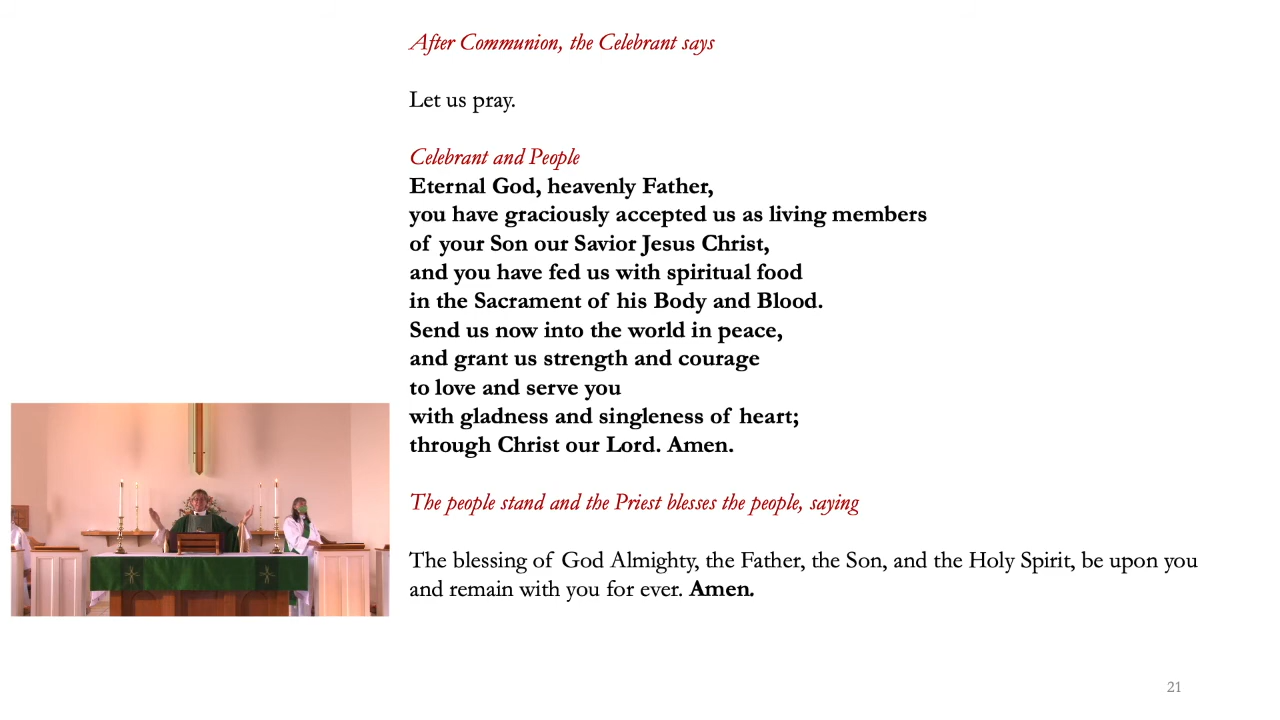 After Communion, the Celebrant says
Let us pray.
Celebrant and People
Eternal God, heavenly Father,
you have graciously accepted us as living members
of your Son our Savior Jesus Christ,
and you have fed us with spiritual food
in the Sacrament of his Body and Blood.
Send us now into the world in peace,
and grant us strength and courage
to love and serve you
with gladness and singleness of heart;
through Christ our Lord. Amen.
The people stand and the Priest blesses the people, saying
The blessing of God Almighty, the Father, the Son, and the Holy Spirit, be upon you
and remain with you for ever. Amen.
21